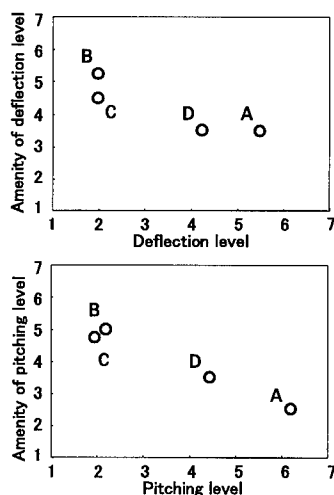 Amenity of deflection level
7
6
5
4
3
2
1
B
C
D
A
1 2 3 4 5 6 7
Deflection level
Amenity of pitching level
7
6
5
4
3
2
1
B
C
D
A
1 2 3 4 5 6 7
Pitching level